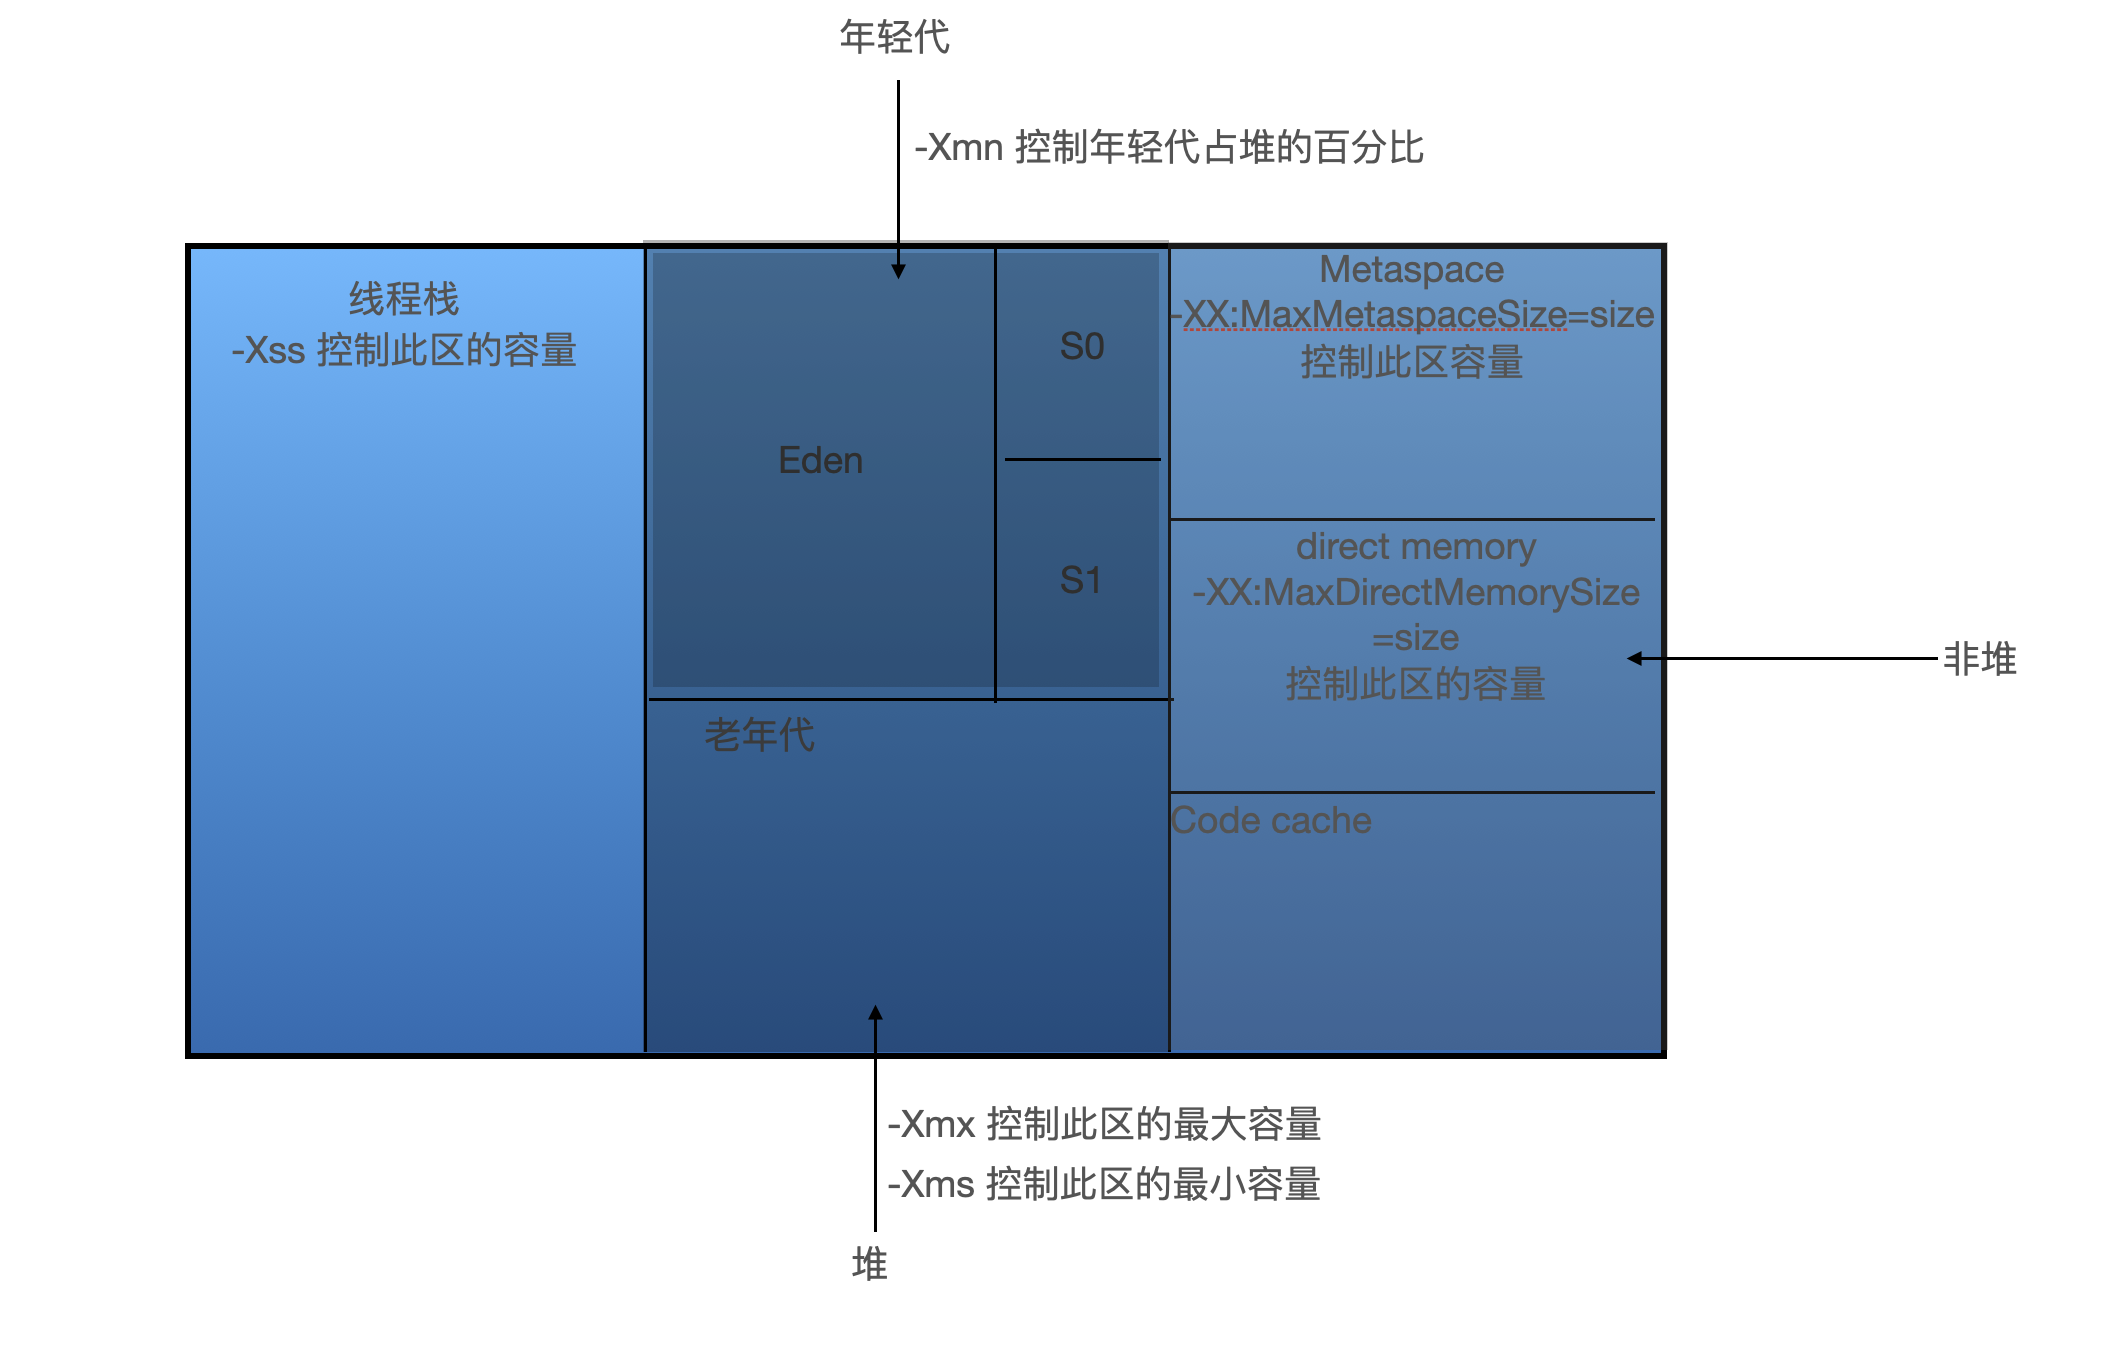 年轻代
-Xmn 控制年轻代占堆的百分比
线程栈
-Xss 控制此区的容量
Eden
S0
S1
老年代
Metaspace
-XX:MaxMetaspaceSize=size
控制此区容量
direct memory
-XX:MaxDirectMemorySize
=size
控制此区的容量
Code cache
非堆
-Xmx 控制此区的最大容量
-Xms 控制此区的最小容量
堆